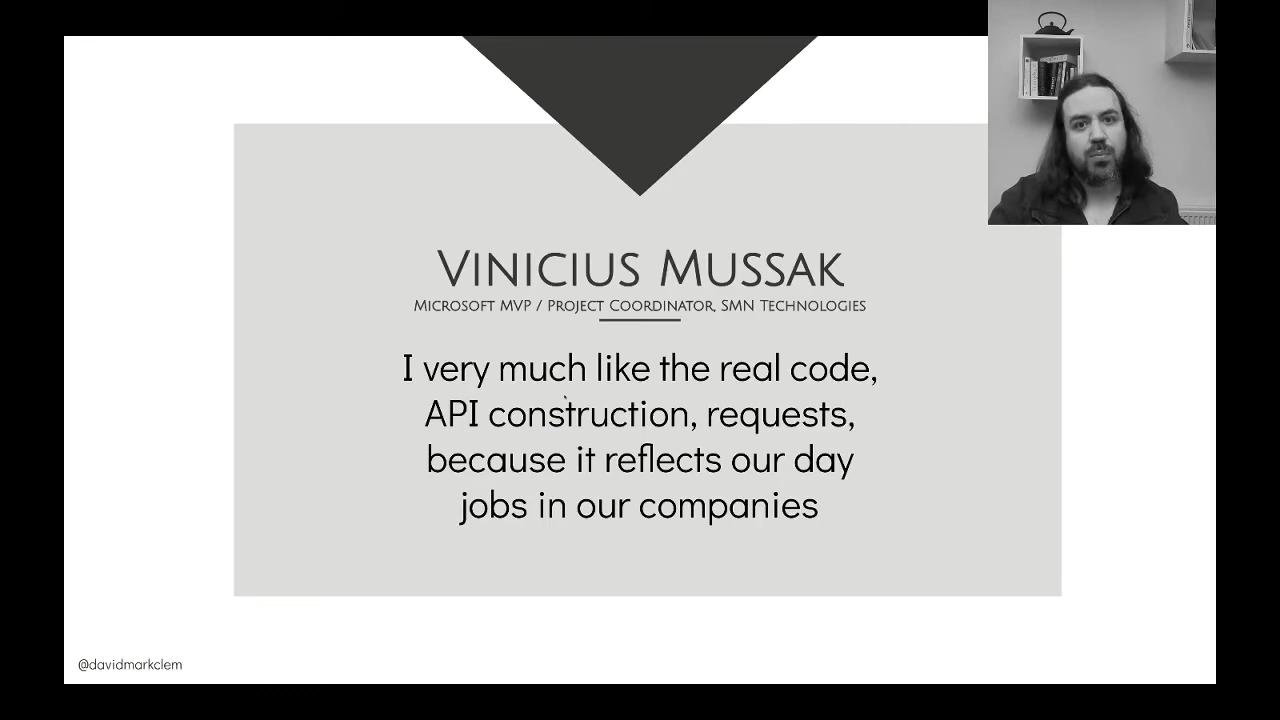 Vinicius Mussak
Microsoft MVP / Project Coordinator, SMN Technologies
I very much like the real code,
API construction, requests,
because it reflects our day
jobs in our companies
@davidmarkclem